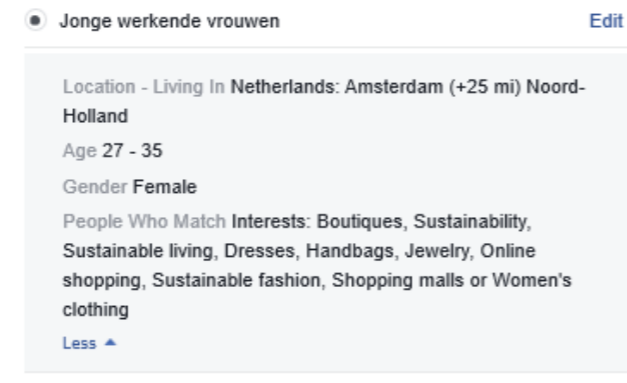 Jonge werkende vrouwen Edit
Location - Living In Netherlands: Amsterdam (+25 mi) Noord-
Holland
Age 27 - 35
Gender Female
People Who Match Interests: Boutiques, Sustainability,
Sustainable living, Dresses, Handbags, Jewelry, Online
shopping, Sustainable fashion, Shopping malls or Women's
clothing
Less